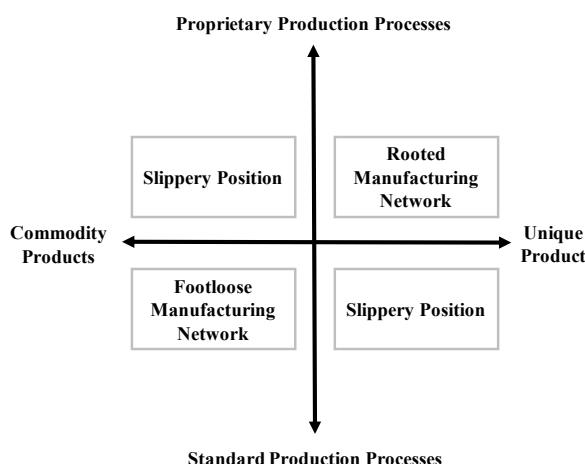 Proprietary Production Processes
Slippery Position
Rooted
Manufacturing
Network
Commodity
Products
Unique
Product
Footloose
Manufacturing
Network
Slippery Position
Standard Production Processes